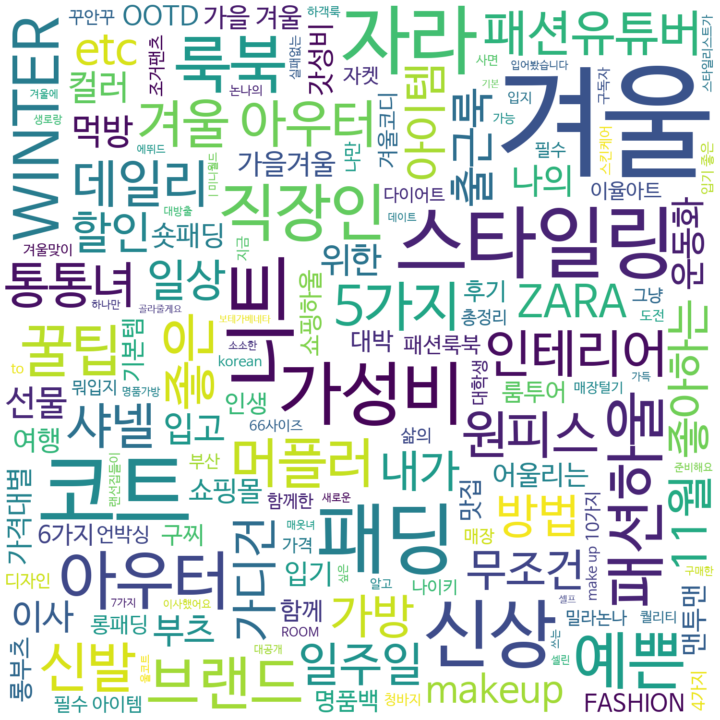 꾸안꾸 OOTD 가을 겨울 하객룩
자라
패션유튜버
사면 입어봤습니다
스타일리스트가
WINTER
etc
룩북
조거팬츠
갓성비
실패없는
자켓
논나의
겨울에
생로랑
컬러
먹방
겨울 아우터
에뛰드
미니월드
아이템
겨울코디
나만
기본
입지
가능
구독자
출근룩
겨울
스킨케어
입기 좋은
필수
나의
이율아트
데일리
가을겨울
다이어트
대방출
데이트
할인
숏패딩
직장인
스타일링
운동화
겨울맞이
지금
위한
통통녀
하나만
일상
골라줄게요
보내가베네다
니트
5가지
후기
총정리
ZARA
그냥
도전
쇼핑하울
꿀팁
기본템
좋은
소소한
korean
대박
패션룩북
대학생
인테리어
매장털기
가득
좋아하는
to
뭐입지
명품가방
선물
인생
가성비
룸투어
여행
샤넬
입고
66사이즈
삶의
원피스
패션하울
준비해요
랜선집들이
코트
부산
머플러
내가
어울리는
맛집
11월
가격대별
쇼핑몰
함께한
새로운
6가지
언박싱
구찌
매옷녀
패딩
매장
방법
make up
10가지
디자인
아우터
가디건
가격
입기
싶은
알고
나이키
무조건
셀프
구매한
7가지
이사했어요
이사
롱패딩
부츠
함께
가방
신상
밀라논나
퀄리티
맨투맨
예쁜
롱부츠
신발
울코트
브랜드
ROOM
대공개
일주일
쓰는
셀린
필수 아이템
명품백
청바지
makeup
FASHION
4가지